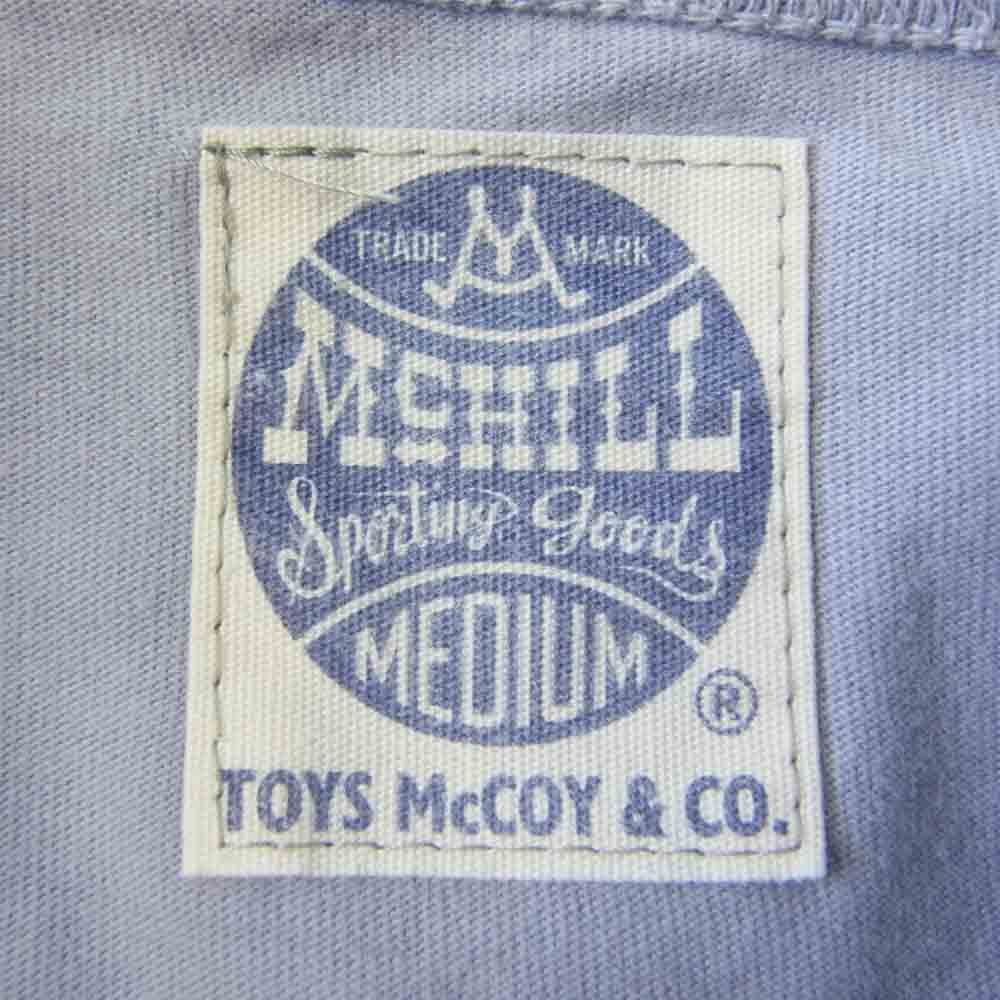 TRADE MARK
McHILL
Sporting Goods
MEDIUM
®
TOYS McCOY & CO.